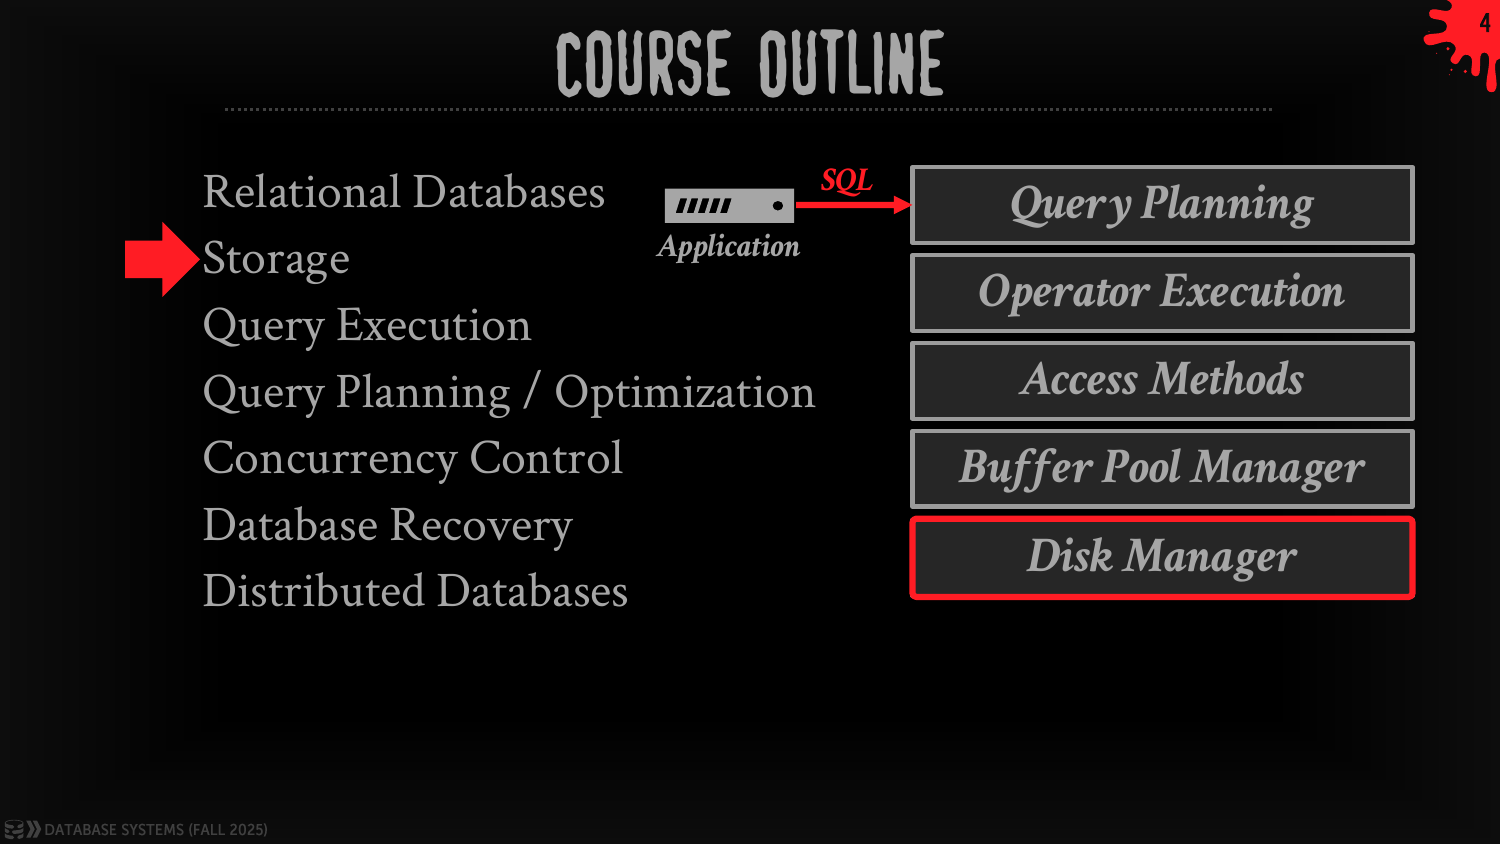 4
COURSE OUTLINE
Relational Databases
Storage
Query Execution
Query Planning / Optimization
Concurrency Control
Database Recovery
Distributed Databases
SQL
Application
Query Planning
Operator Execution
Access Methods
Buffer Pool Manager
Disk Manager
DATABASE SYSTEMS (FALL 2025)